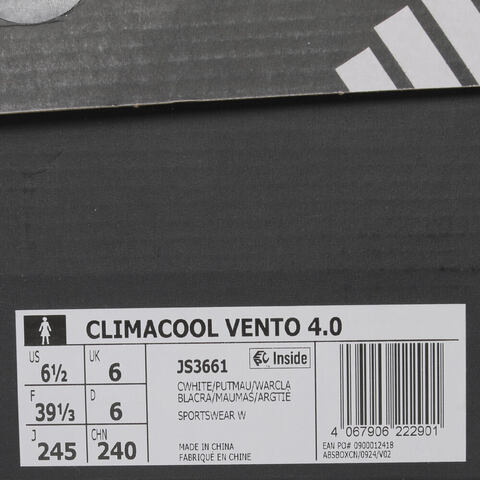 CLIMACOOL VENTO 4.0
US 6½ UK 6
F 39⅓ D 6
J 245 CHN 240
JS3661
Inside
CWHITE/PUTMAU/WARCLA
BLACRA/MAUMAS/ARGTIÉ
SPORTSWEAR W
MADE IN CHINA
FABRIQUÉ EN CHINE
4 067906 222901
EAN PO# 0900012418
ABSBOXCN/0924/V02